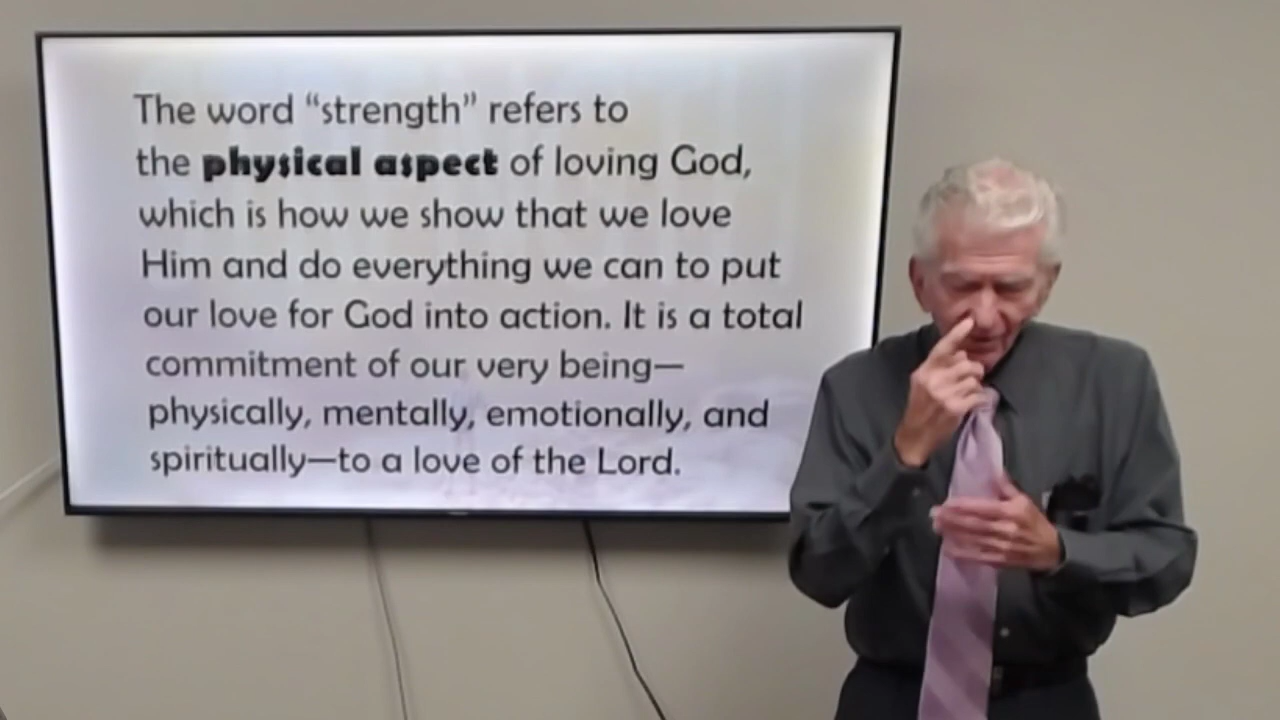 The word “strength” refers to
the physical aspect of loving God,
which is how we show that we love
Him and do everything we can to put
our love for God into action. It is a total
commitment of our very being—
physically, mentally, emotionally, and
spiritually—to a love of the Lord.